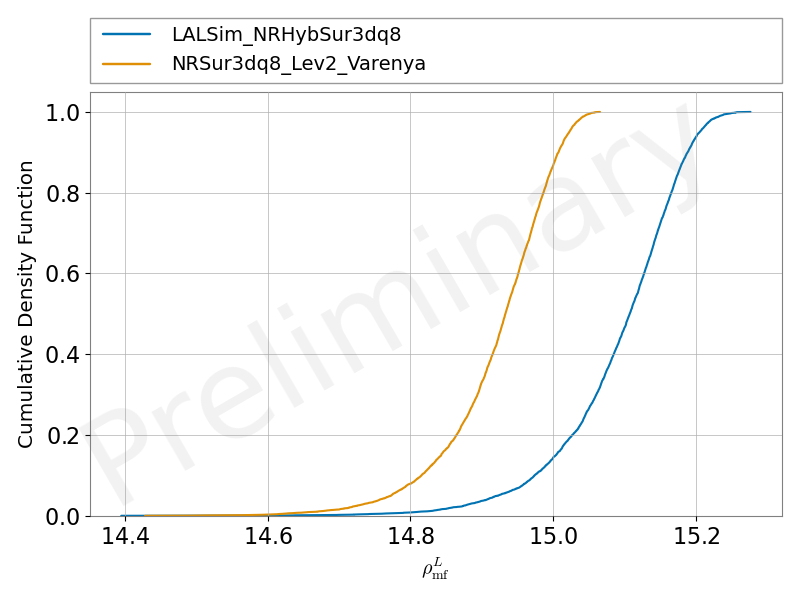 LALSim_NRHybSur3dq8
NRSur3dq8_Lev2_Varenya
Preliminary
Cumulative Density Function
1.0
0.8
0.6
0.4
0.2
0.0
14.4 14.6 14.8 15.0 15.2
ρ^L_mf